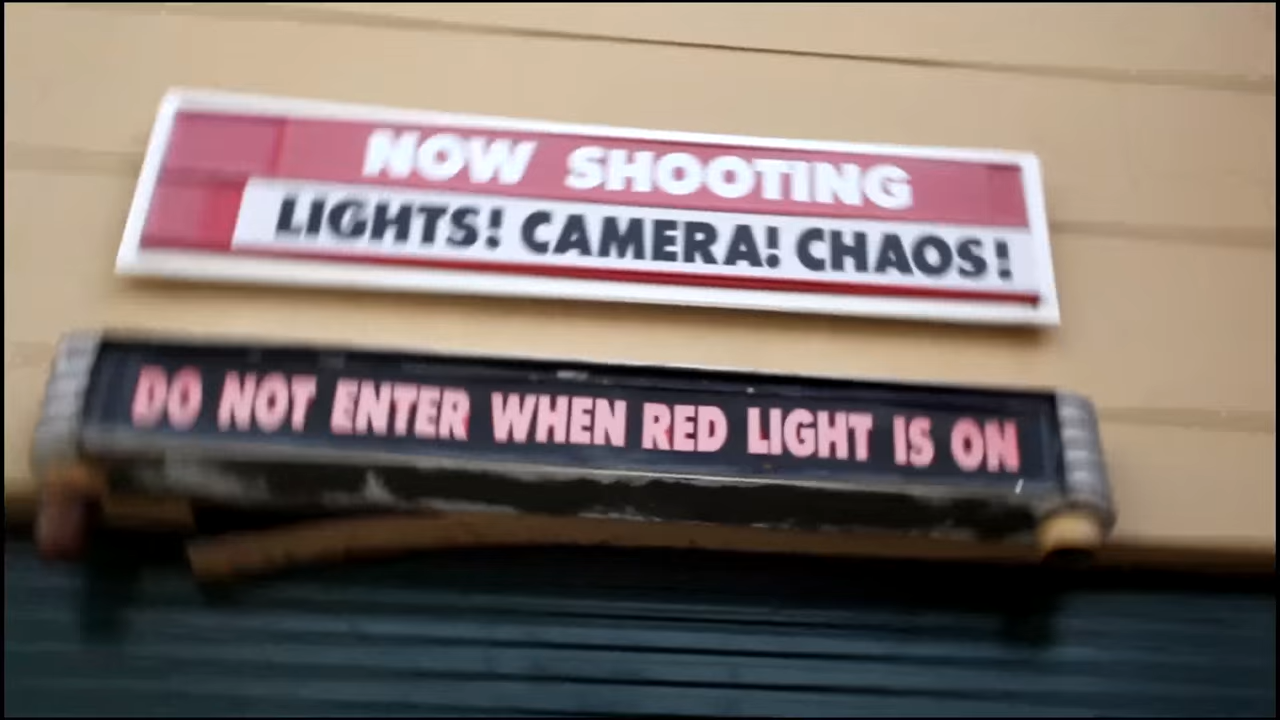 NOW SHOOTING
LIGHTS! CAMERA! CHAOS!
DO NOT ENTER WHEN RED LIGHT IS ON